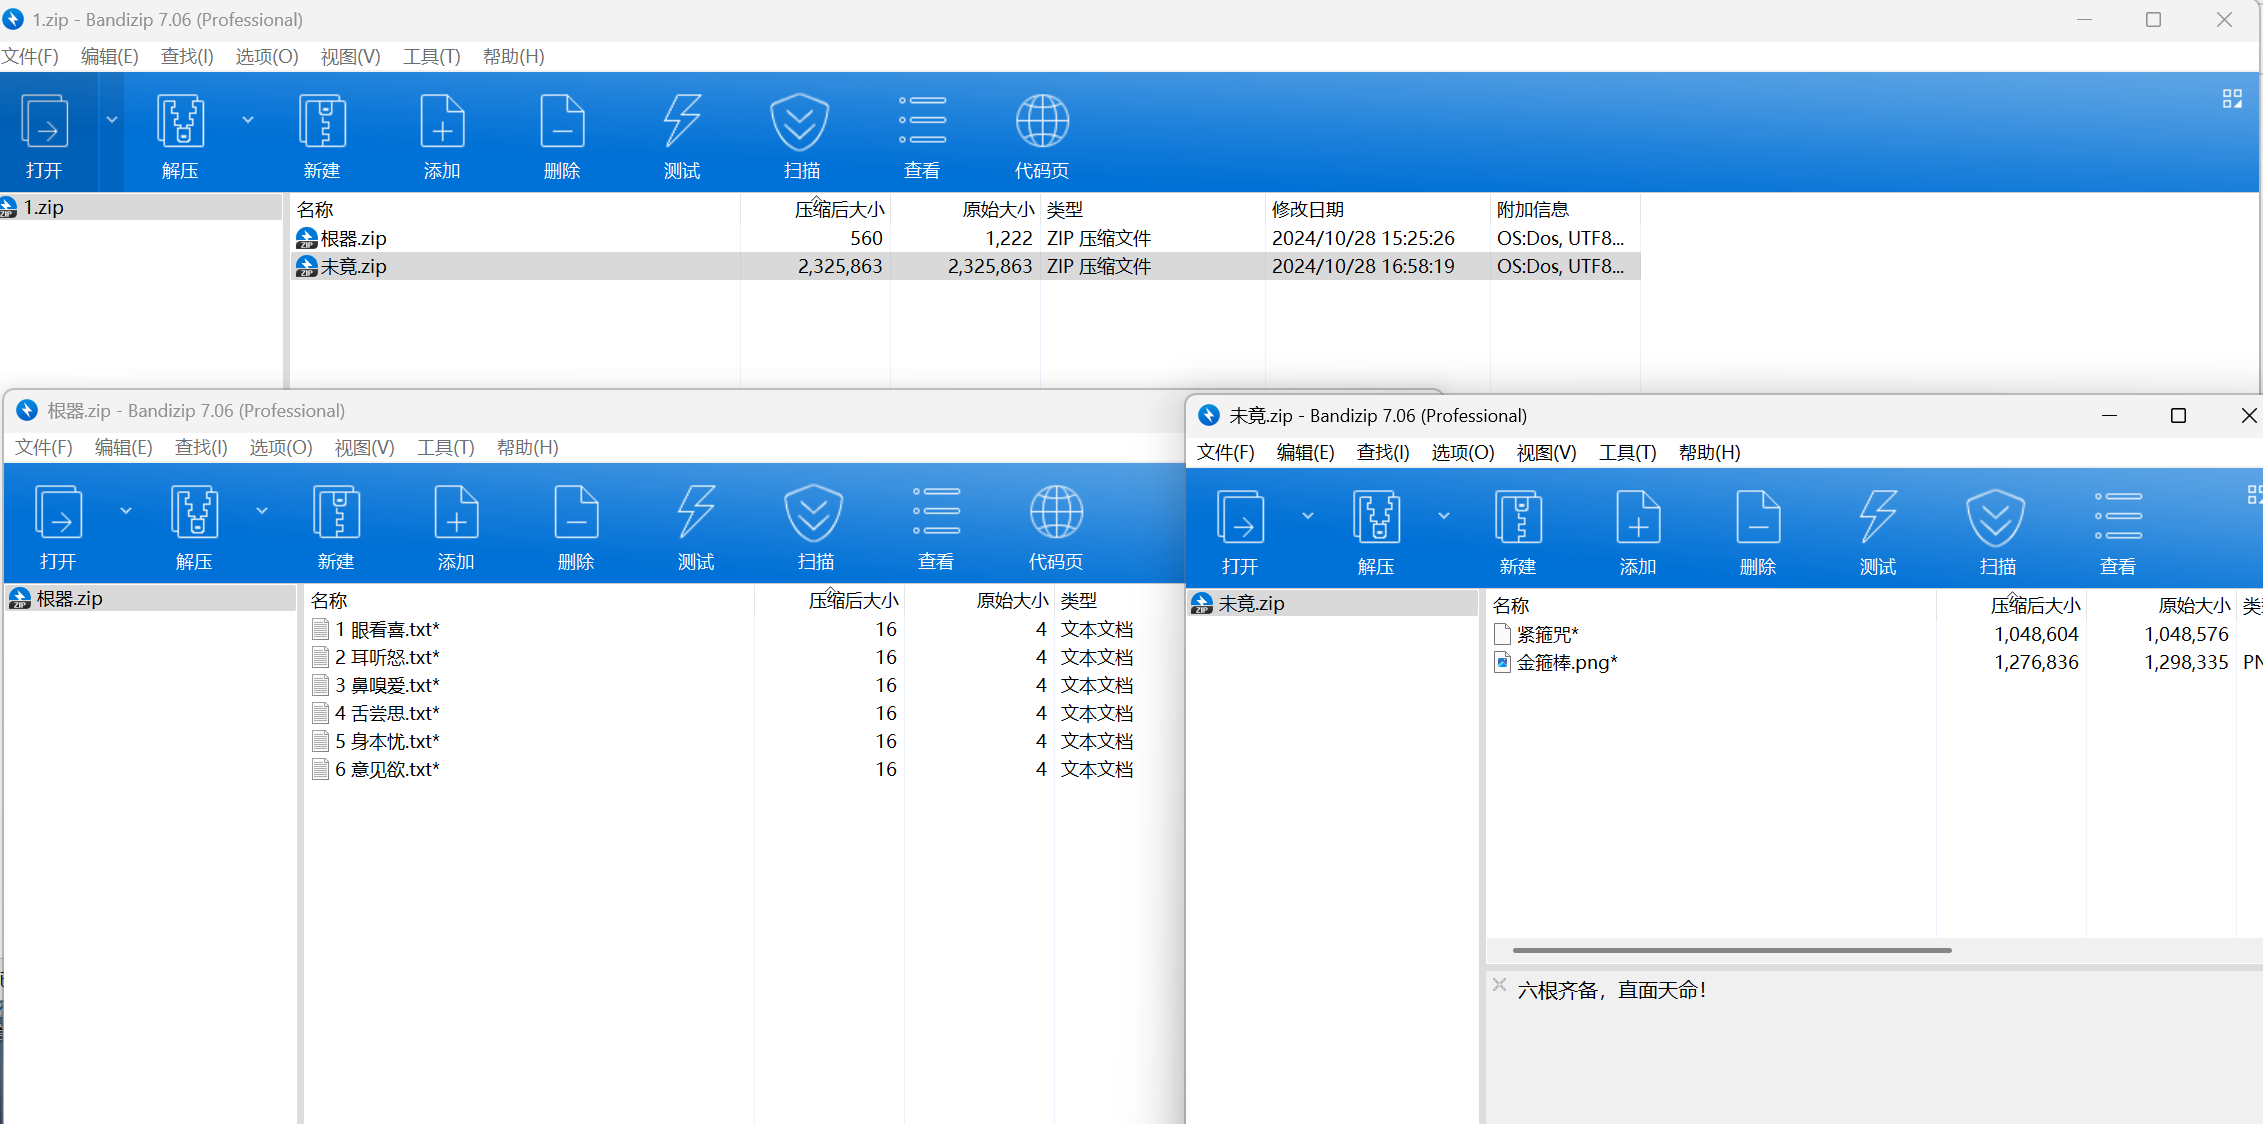 1.zip - Bandizip 7.06 (Professional)
文件(F) 编辑(E) 查找(I) 选项(O) 视图(V) 工具(T) 帮助(H)
打开 解压 新建 添加 删除 测试 扫描 查看 代码页
1.zip
名称 压缩后大小 原始大小 类型 修改日期 附加信息
根器.zip 560 1,222 ZIP 压缩文件 2024/10/28 15:25:26 OS:Dos, UTF8...
未竟.zip 2,325,863 2,325,863 ZIP 压缩文件 2024/10/28 16:58:19 OS:Dos, UTF8...
根器.zip - Bandizip 7.06 (Professional)
文件(F) 编辑(E) 查找(I) 选项(O) 视图(V) 工具(T) 帮助(H)
打开 解压 新建 添加 删除 测试 扫描 查看 代码页
根器.zip
名称 压缩后大小 原始大小 类型
1 眼看喜.txt* 16 4 文本文档
2 耳听怒.txt* 16 4 文本文档
3 鼻嗅爱.txt* 16 4 文本文档
4 舌尝思.txt* 16 4 文本文档
5 身本忧.txt* 16 4 文本文档
6 意见欲.txt* 16 4 文本文档
未竟.zip - Bandizip 7.06 (Professional)
文件(F) 编辑(E) 查找(I) 选项(O) 视图(V) 工具(T) 帮助(H)
打开 解压 新建 添加 删除 测试 扫描 查看
未竟.zip
名称 压缩后大小 原始大小
紧箍咒* 1,048,604 1,048,576
金箍棒.png* 1,276,836 1,298,335 PN
六根齐备，直面天命！